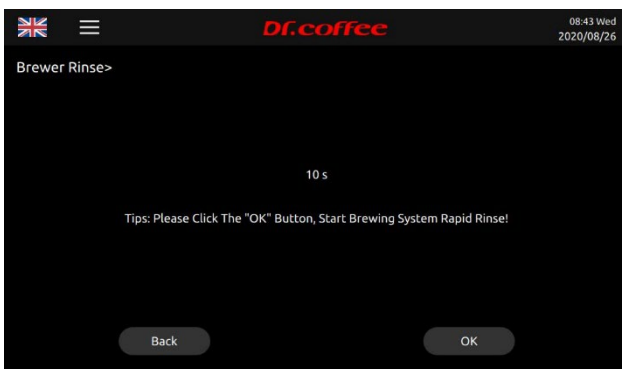 Dr.coffee
08:43 Wed
2020/08/26
Brewer Rinse>
10 s
Tips: Please Click The "OK" Button, Start Brewing System Rapid Rinse!
Back
OK